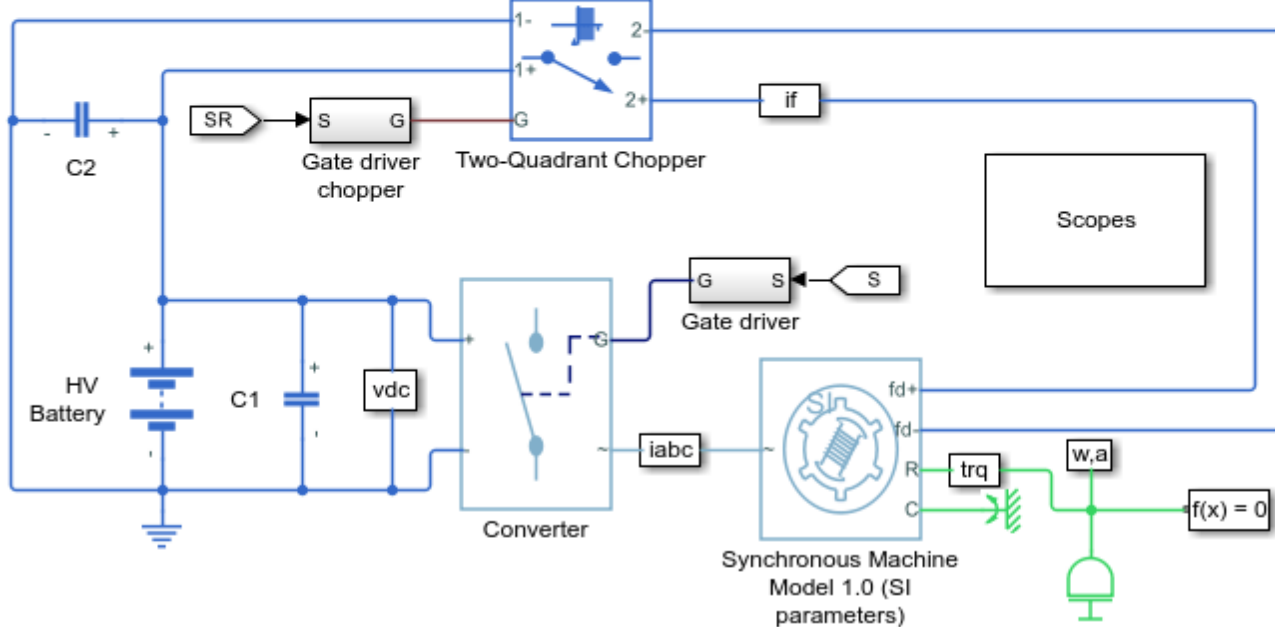 1-
2-
1+
2+
if
SR
S
G
G
- +
C2
Gate driver
chopper
Two-Quadrant Chopper
Scopes
G
S
S
Gate driver
+
G
+
+
HV
Battery
C1
vdc
-
-
-
~
iabc
~
SI
fd+
fd-
R
trq
w,a
C
f(x) = 0
Converter
Synchronous Machine
Model 1.0 (SI
parameters)